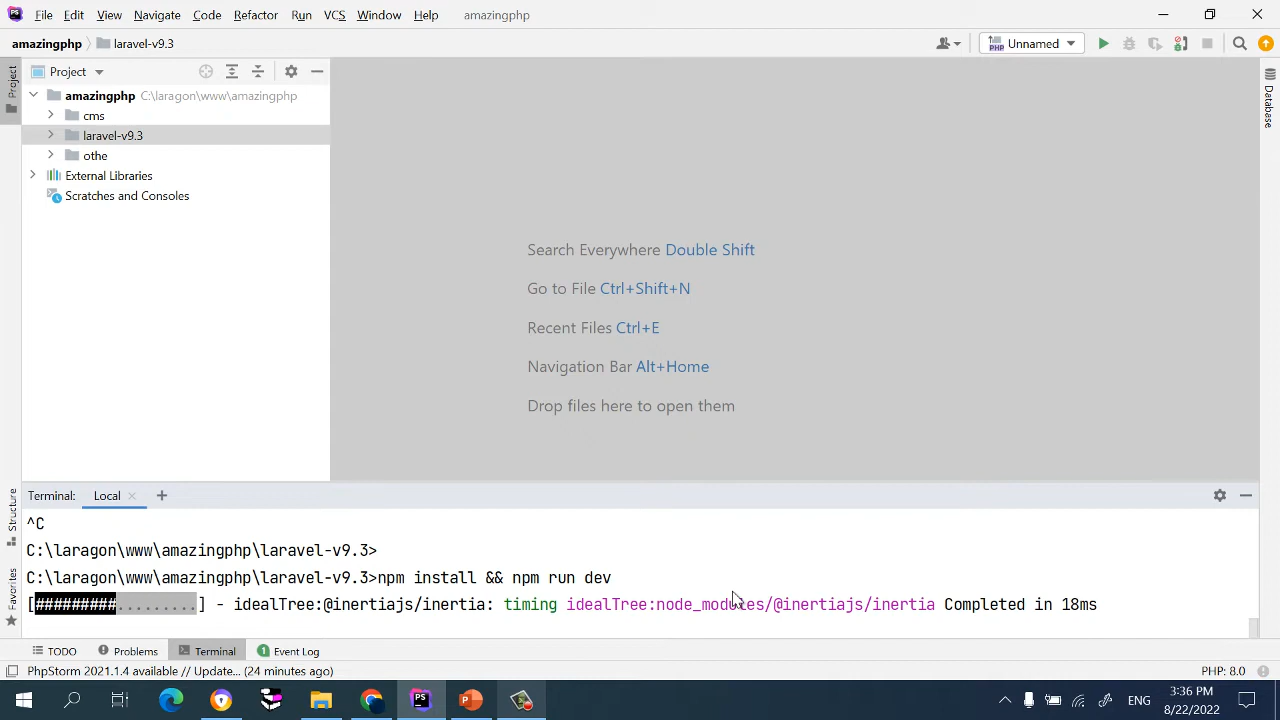 File Edit View Navigate Code Refactor Run VCS Window Help amazingphp
amazingphp laravel-v9.3
PHP Unnamed
Project
Project
amazingphp C:\laragon\www\amazingphp
cms
laravel-v9.3
othe
External Libraries
Scratches and Consoles
Database
Search Everywhere Double Shift
Go to File Ctrl+Shift+N
Recent Files Ctrl+E
Navigation Bar Alt+Home
Drop files here to open them
Structure
Favorites
Terminal: Local
^C
C:\laragon\www\amazingphp\laravel-v9.3>
C:\laragon\www\amazingphp\laravel-v9.3>npm install && npm run dev
[#########.........] - idealTree:@inertiajs/inertia: timing idealTree:node_modules/@inertiajs/inertia Completed in 18ms
TODO Problems Terminal 1 Event Log
PhpStorm 2021.1.4 available // Update... (24 minutes ago) PHP: 8.0
PS P ENG 3:36 PM
8/22/2022